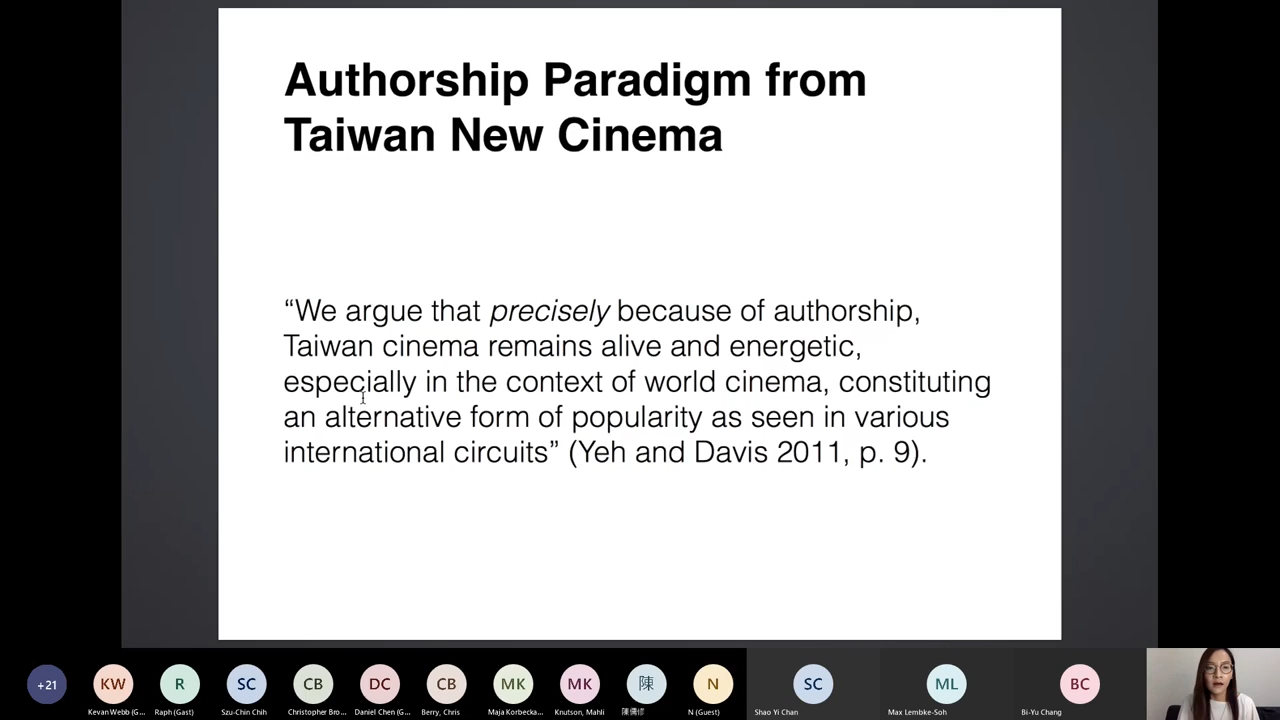 Authorship Paradigm from
Taiwan New Cinema
“We argue that precisely because of authorship,
Taiwan cinema remains alive and energetic,
especially in the context of world cinema, constituting
an alternative form of popularity as seen in various
international circuits” (Yeh and Davis 2011, p. 9).
+21
KW
R
SC
CB
DC
CB
MK
MK
陳
N
SC
ML
BC
Kevan Webb (G...
Raph (Gast)
Szu-Chin Chih
Christopher Bro...
Daniel Chen (G...
Berry, Chris
Maja Korbecka...
Knutson, Mahli
N (Guest)
Shao Yi Chan
Max Lembke-Soh
Bi-Yu Chang